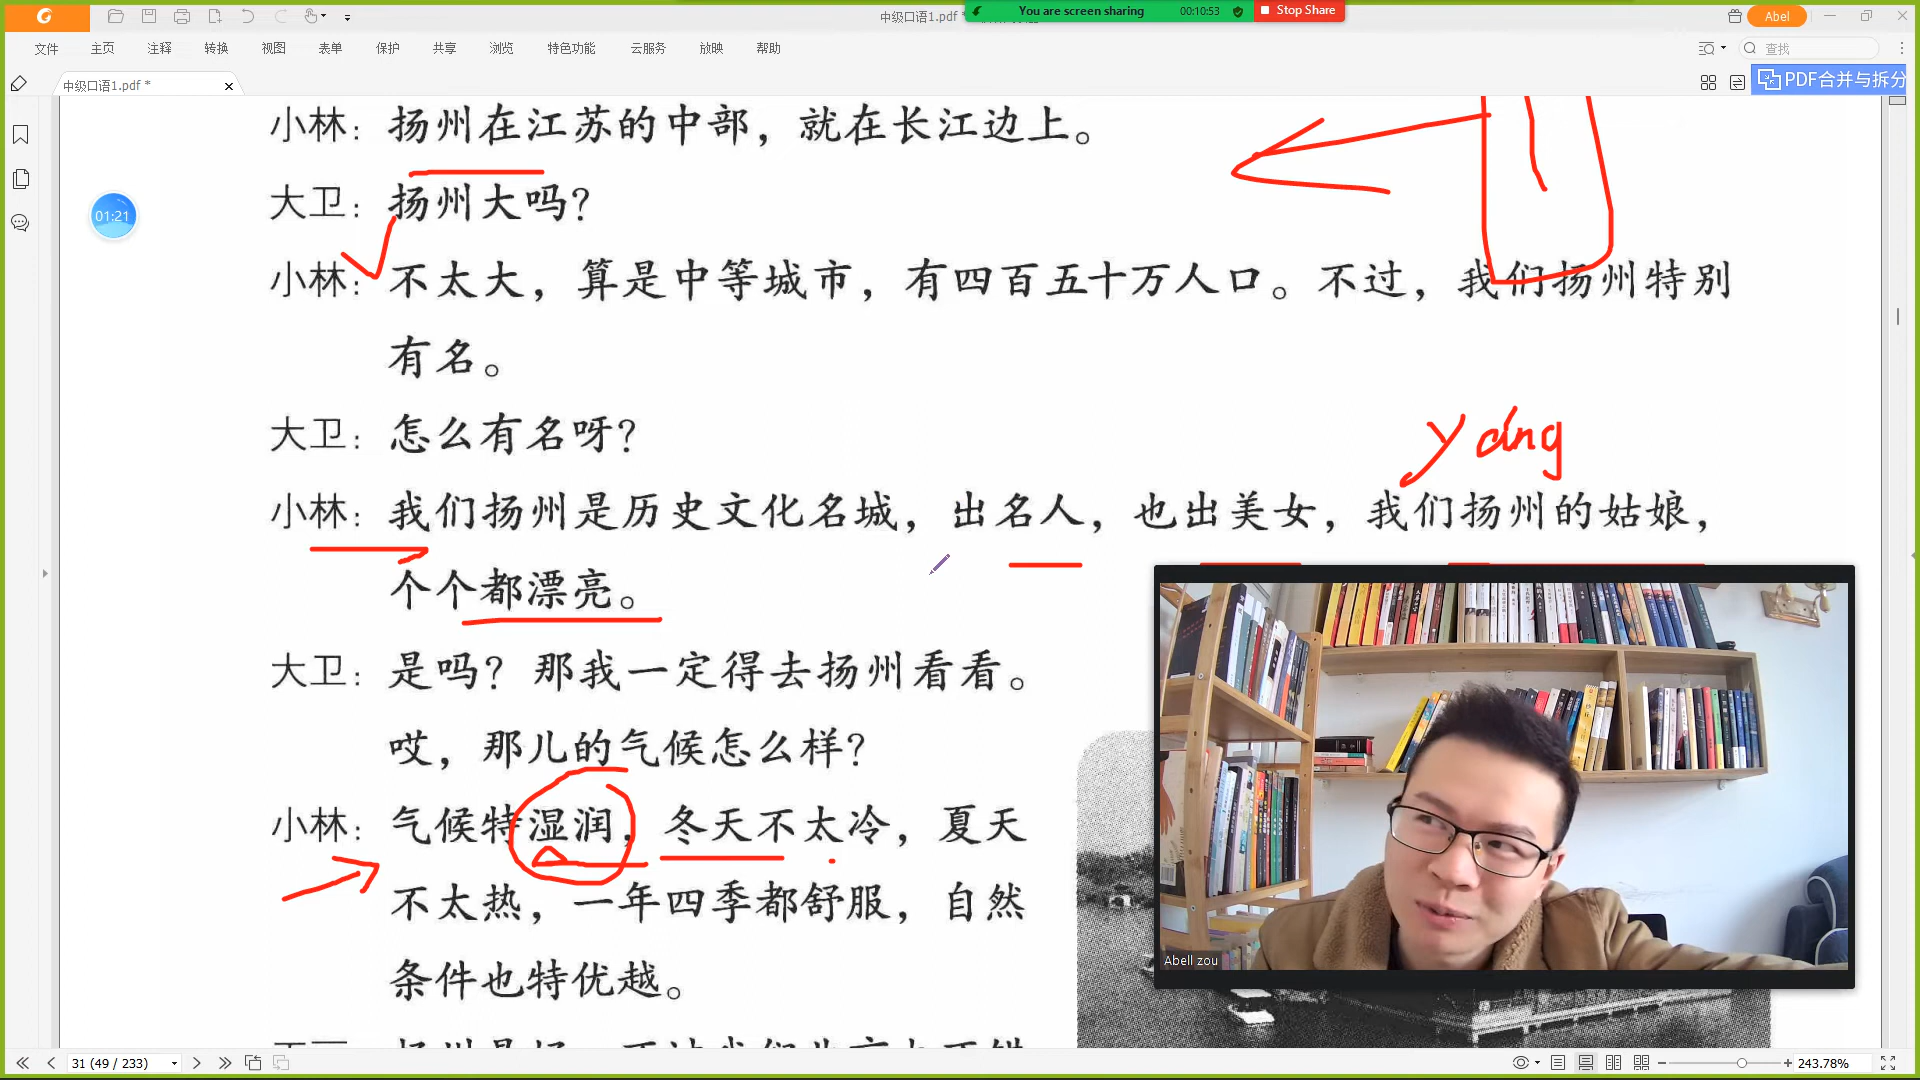 中级口语1.pdf *
You are screen sharing
00:10:53
Stop Share
Abel
文件 主页 注释 转换 视图 表单 保护 共享 浏览 特色功能 云服务 放映 帮助
查找
中级口语1.pdf *
PDF合并与拆分
小林：扬州在江苏的中部，就在长江边上。
01:21
大卫：扬州大吗？
小林：不太大，算是中等城市，有四百五十万人口。不过，我们扬州特别
有名。
大卫：怎么有名呀？
yáng
小林：我们扬州是历史文化名城，出名人，也出美女，我们扬州的姑娘，
个个都漂亮。
大卫：是吗？那我一定得去扬州看看。
哎，那儿的气候怎么样？
小林：气候特湿润，冬天不太冷，夏天
不太热，一年四季都舒服，自然
条件也特优越。
Abell zou
31 (49 / 233)
243.78%